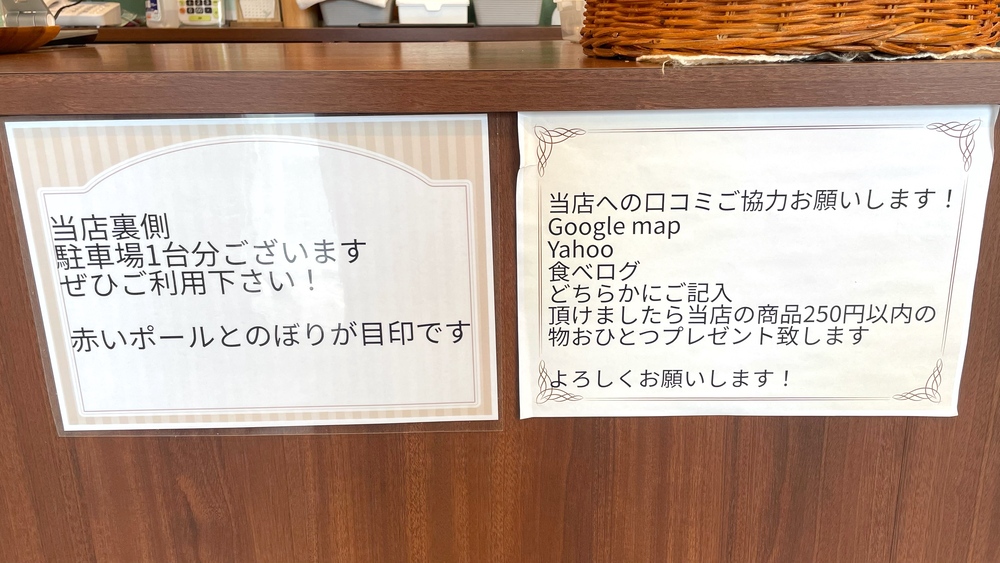 当店裏側
駐車場1台分ございます
ぜひご利用下さい！
赤いポールとのぼりが目印です
当店への口コミご協力お願いします！
Google map
Yahoo
食べログ
どちらかにご記入
頂けましたら当店の商品250円以内の
物おひとつプレゼント致します
よろしくお願いします！